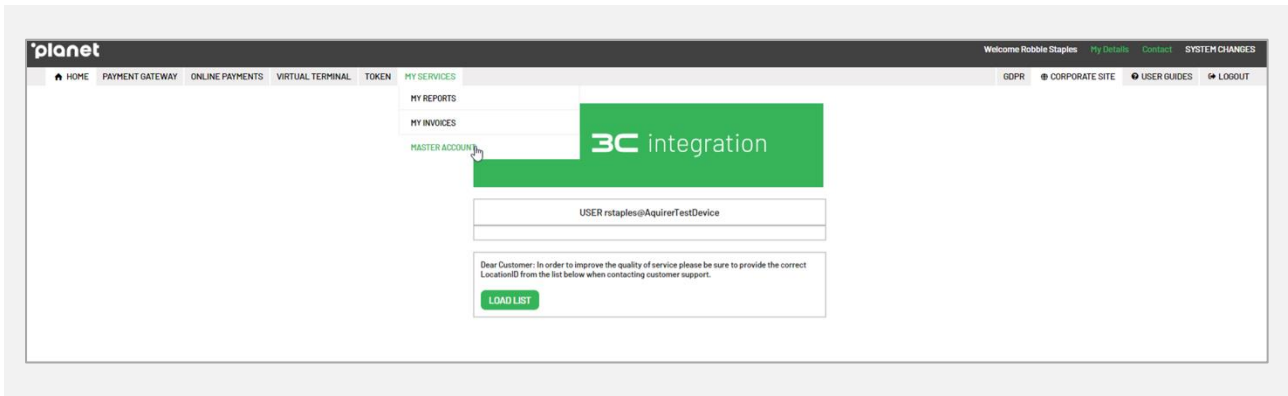 planet
Welcome Robble Staples My Details Contact SYSTEM CHANGES
HOME PAYMENT GATEWAY ONLINE PAYMENTS VIRTUAL TERMINAL TOKEN MY SERVICES GDPR CORPORATE SITE USER GUIDES LOGOUT
MY REPORTS
MY INVOICES
MASTER ACCOUNT
3C integration
USER rstaples@AquirerTestDevice
Dear Customer: In order to improve the quality of service please be sure to provide the correct
LocationID from the list below when contacting customer support.
LOAD LIST